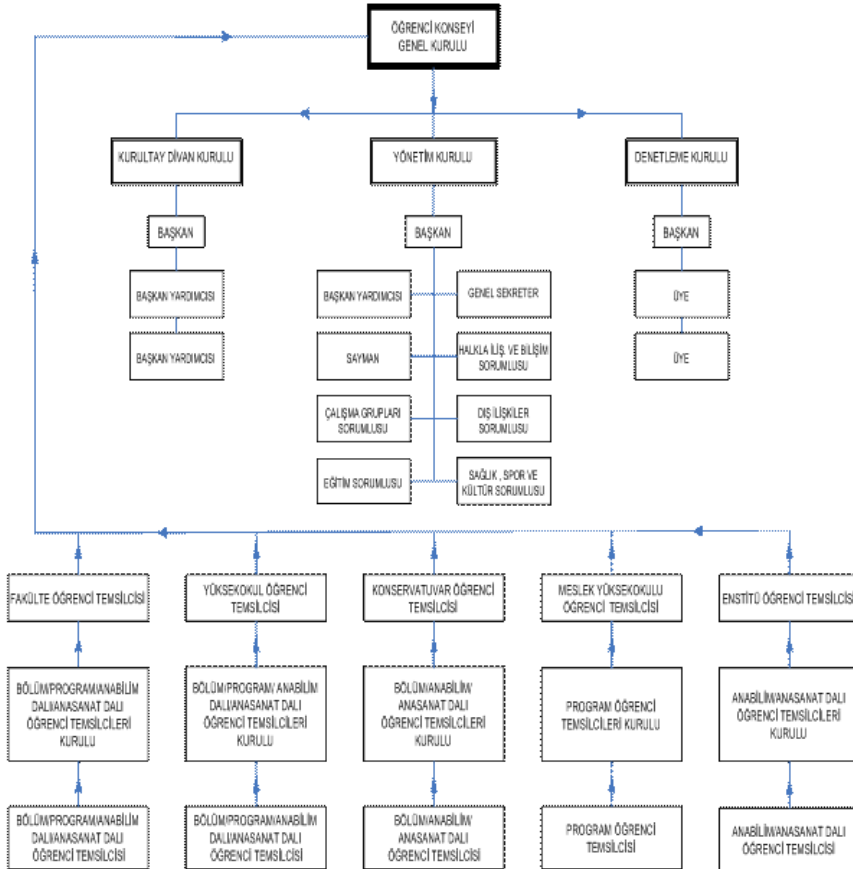 ÖĞRENCİ KONSEYİ
GENEL KURULU
KURULTAY DİVAN KURULU
YÖNETİM KURULU
DENETLEME KURULU
BAŞKAN
BAŞKAN
BAŞKAN
BAŞKAN YARDIMCISI
BAŞKAN YARDIMCISI
GENEL SEKRETER
ÜYE
BAŞKAN YARDIMCISI
SAYMAN
HALKLA İLİŞ. VE BİLİŞİM
SORUMLUSU
ÜYE
ÇALIŞMA GRUPLARI
SORUMLUSU
DIŞ İLİŞKİLER
SORUMLUSU
EĞİTİM SORUMLUSU
SAĞLIK , SPOR VE
KÜLTÜR SORUMLUSU
FAKÜLTE ÖĞRENCİ TEMSİLCİSİ
YÜKSEKOKUL ÖĞRENCİ
TEMSİLCİSİ
KONSERVATUVAR ÖĞRENCİ
TEMSİLCİSİ
MESLEK YÜKSEKOKULU
ÖĞRENCİ TEMSİLCİSİ
ENSTİTÜ ÖĞRENCİ TEMSİLCİSİ
BÖLÜM/PROGRAM/ANABİLİM
DALI/ANASANAT DALI
ÖĞRENCİ TEMSİLCİLERİ
KURULU
BÖLÜM/PROGRAM/ ANABİLİM
DALI/ANASANAT DALI
ÖĞRENCİ TEMSİLCİLERİ
KURULU
BÖLÜM/ANABİLİM/
ANASANAT DALI
ÖĞRENCİ TEMSİLCİLERİ
KURULU
PROGRAM ÖĞRENCİ
TEMSİLCİLERİ KURULU
ANABİLİM/ANASANAT DALI
ÖĞRENCİ TEMSİLCİLERİ
KURULU
BÖLÜM/PROGRAM/ANABİLİM
DALI/ANASANAT DALI
ÖĞRENCİ TEMSİLCİSİ
BÖLÜM/PROGRAM/ANABİLİM
DALI/ANASANAT DALI
ÖĞRENCİ TEMSİLCİSİ
BÖLÜM/ANABİLİM/
ANASANAT DALI
ÖĞRENCİ TEMSİLCİSİ
PROGRAM ÖĞRENCİ
TEMSİLCİSİ
ANABİLİM/ANASANAT DALI
ÖĞRENCİ TEMSİLCİSİ